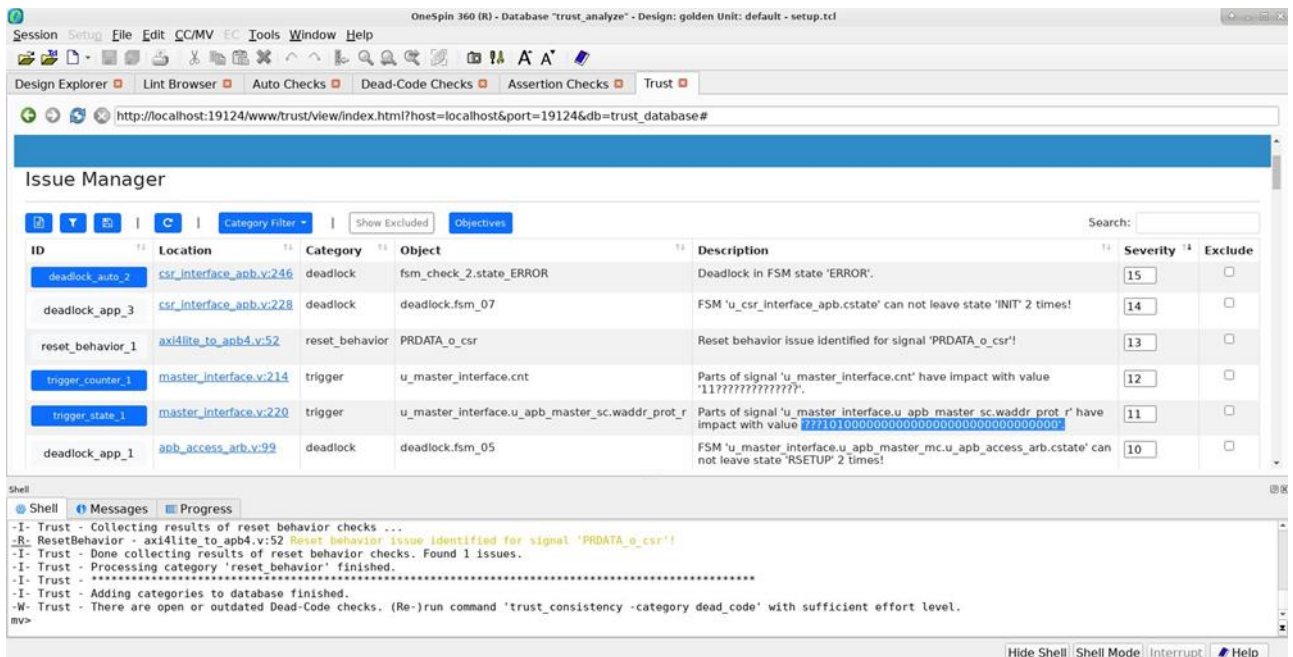 OneSpin 360 (R) - Database "trust_analyze" - Design: golden Unit: default - setup.tcl
Session Setup File Edit CC/MV EC Tools Window Help
Design Explorer Lint Browser Auto Checks Dead-Code Checks Assertion Checks Trust
http://localhost:19124/www/trust/view/index.html?host=localhost&port=19124&db=trust_database#
Issue Manager
| C | Category Filter | Show Excluded Objectives Search:
ID Location Category Object Description Severity Exclude
deadlock_auto_2 csr_interface_apb.v:246 deadlock fsm_check_2.state_ERROR Deadlock in FSM state 'ERROR'. 15
deadlock_app_3 csr_interface_apb.v:228 deadlock deadlock.fsm_07 FSM 'u_csr_interface_apb.cstate' can not leave state 'INIT' 2 times! 14
reset_behavior_1 axi4lite_to_apb4.v:52 reset_behavior PRDATA_o_csr Reset behavior issue identified for signal 'PRDATA_o_csr'! 13
trigger_counter_1 master_interface.v:214 trigger u_master_interface.cnt Parts of signal 'u_master_interface.cnt' have impact with value 12
'11??????????????'.
trigger_state_1 master_interface.v:220 trigger u_master_interface.u_apb_master_sc.waddr_prot_r Parts of signal 'u_master_interface.u_apb_master_sc.waddr_prot_r' have 11
impact with value
deadlock_app_1 apb_access_arb.v:99 deadlock deadlock.fsm_05 FSM 'u_master_interface.u_apb_master_mc.u_apb_access_arb.cstate' can 10
not leave state 'RSETUP' 2 times!
Shell
Shell Messages Progress
-I- Trust - Collecting results of reset behavior checks ...
-R- ResetBehavior - axi4lite_to_apb4.v:52 Reset behavior issue identified for signal 'PRDATA_o_csr'!
-I- Trust - Done collecting results of reset behavior checks. Found 1 issues.
-I- Trust - Processing category 'reset_behavior' finished.
-I- Trust -
-I- Trust - Adding categories to database finished.
-W- Trust - There are open or outdated Dead-Code checks. (Re-)run command 'trust_consistency -category dead_code' with sufficient effort level.
mv>
Hide Shell Shell Mode Interrupt Help